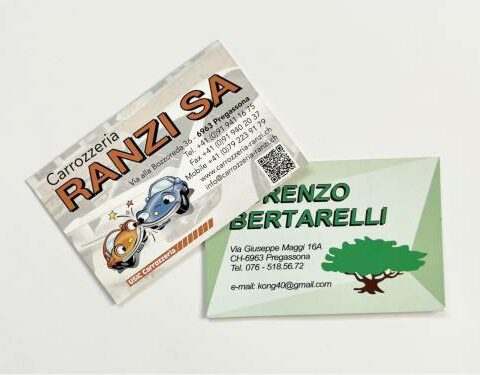 Carrozzeria
RANZI SA
Via alla Bozzoreda 36 - 6963 Pregassona
Tel. +41 (0)91 941 16 75
Fax +41 (0)91 940 20 37
Mobile +41 (0)79 223 91 79
www.carrozzeria-ranzi.ch
info@carrozzeria-ranzi.ch
USIC Carrozzeria
RENZO
BERTARELLI
Via Giuseppe Maggi 16A
CH-6963 Pregassona
Tel. 076 - 518.56.72
e-mail: kong40@gmail.com